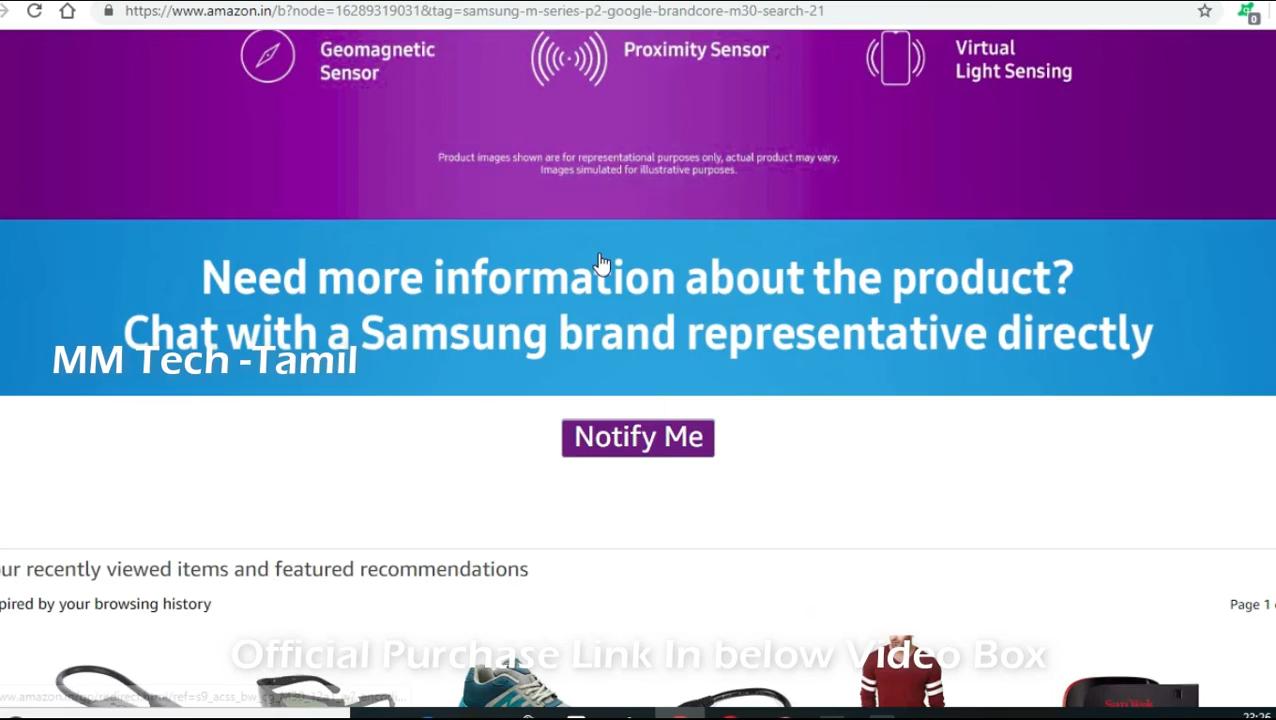 https://www.amazon.in/b?node=16289319031&tag=samsung-m-series-p2-google-brandcore-m30-search-21
0
Geomagnetic
Sensor
Proximity Sensor
Virtual
Light Sensing
Product images shown are for representational purposes only, actual product may vary.
Images simulated for illustrative purposes.
Need more information about the product?
Chat with a Samsung brand representative directly
MM Tech -Tamil
Notify Me
ur recently viewed items and featured recommendations
pired by your browsing history
Page 1
Official Purchase Link In below Video Box
SanDisk